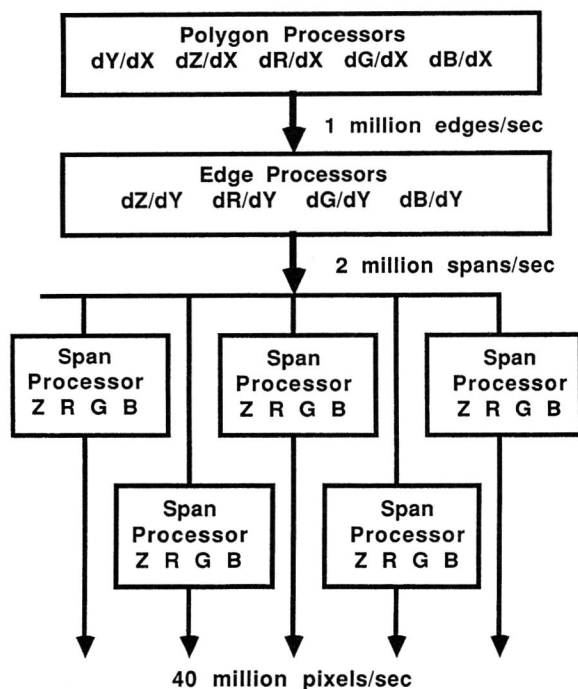 Polygon Processors
dY/dX dZ/dX dR/dX dG/dX dB/dX
1 million edges/sec
Edge Processors
dZ/dY dR/dY dG/dY dB/dY
2 million spans/sec
Span
Processor
Z R G B
Span
Processor
Z R G B
Span
Processor
Z R G B
Span
Processor
Z R G B
Span
Processor
Z R G B
40 million pixels/sec